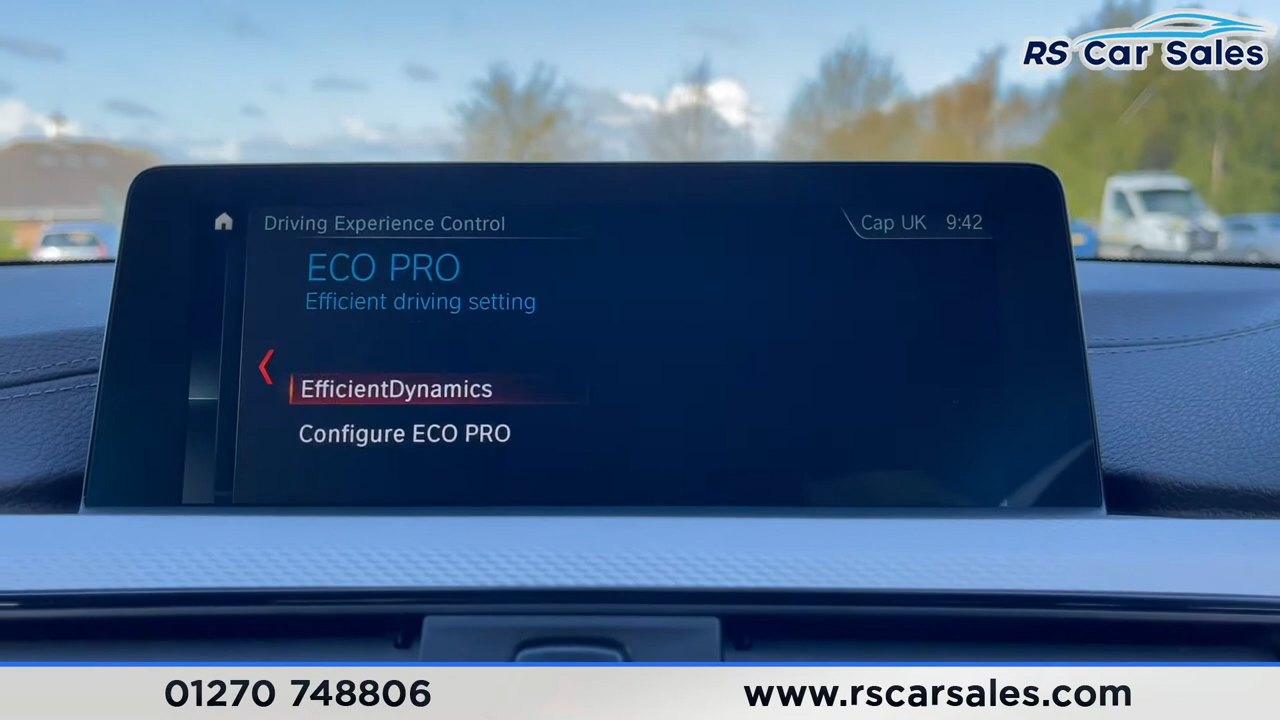 RS Car Sales
Driving Experience Control
Cap UK 9:42
ECO PRO
Efficient driving setting
EfficientDynamics
Configure ECO PRO
01270 748806
www.rscarsales.com